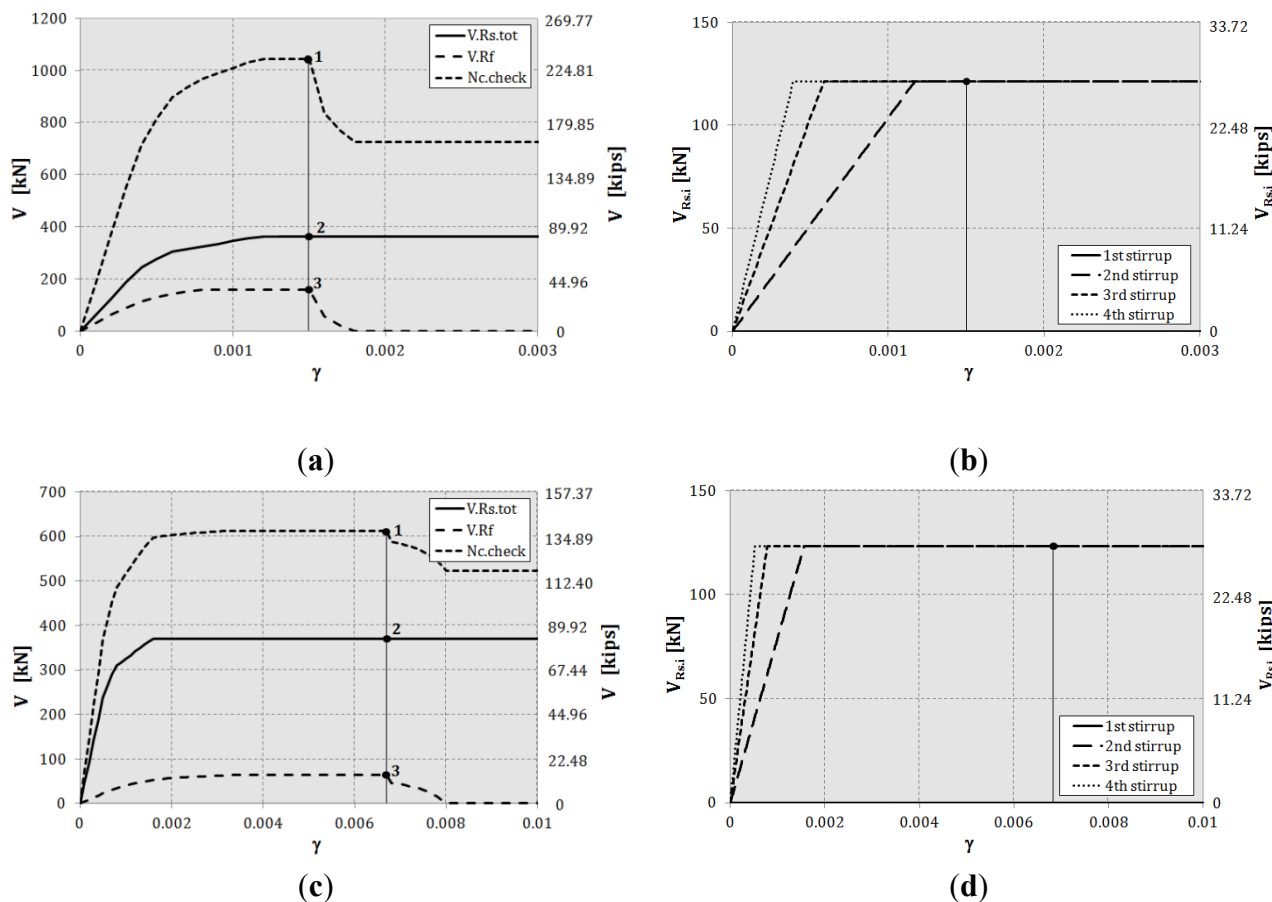 1200
1000
800
600
400
200
0
V [kN]
0
0.001
0.002
0.003
γ
269.77
224.81
179.85
134.89
89.92
44.96
0
V [kips]
V.Rs.tot
V.Rf
Nc.check
1
2
3
(a)
150
100
50
0
V_Rs.i [kN]
0
0.001
0.002
0.003
γ
33.72
22.48
11.24
0
V_Rs.i [kips]
1st stirrup
2nd stirrup
3rd stirrup
4th stirrup
(b)
700
600
500
400
300
200
100
0
V [kN]
0
0.002
0.004
0.006
0.008
0.01
γ
157.37
134.89
112.40
89.92
67.44
44.96
22.48
0
V [kips]
V.Rs.tot
V.Rf
Nc.check
1
2
3
(c)
150
100
50
0
V_Rs.i [kN]
0
0.002
0.004
0.006
0.008
0.01
γ
33.72
22.48
11.24
0
V_Rs.i [kips]
1st stirrup
2nd stirrup
3rd stirrup
4th stirrup
(d)